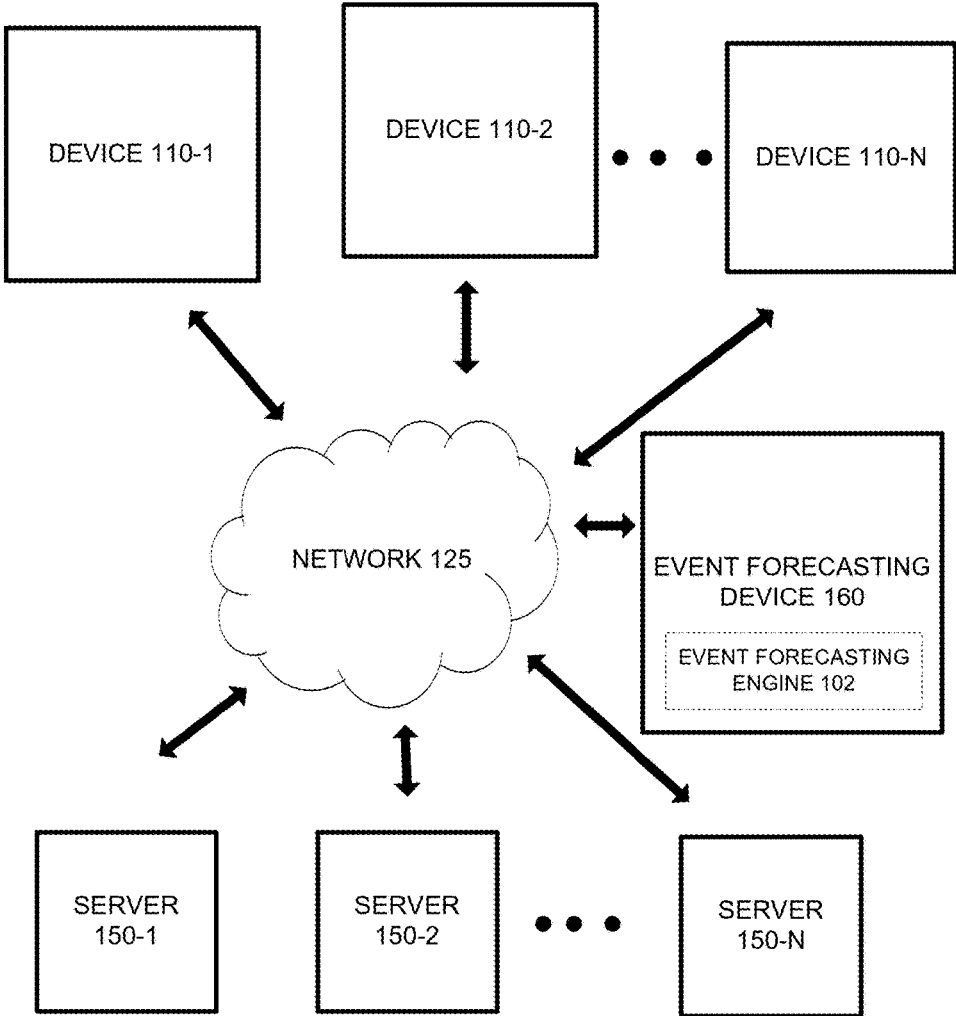 DEVICE 110-1
DEVICE 110-2
DEVICE 110-N
NETWORK 125
EVENT FORECASTING
DEVICE 160
EVENT FORECASTING
ENGINE 102
SERVER
150-1
SERVER
150-2
SERVER
150-N